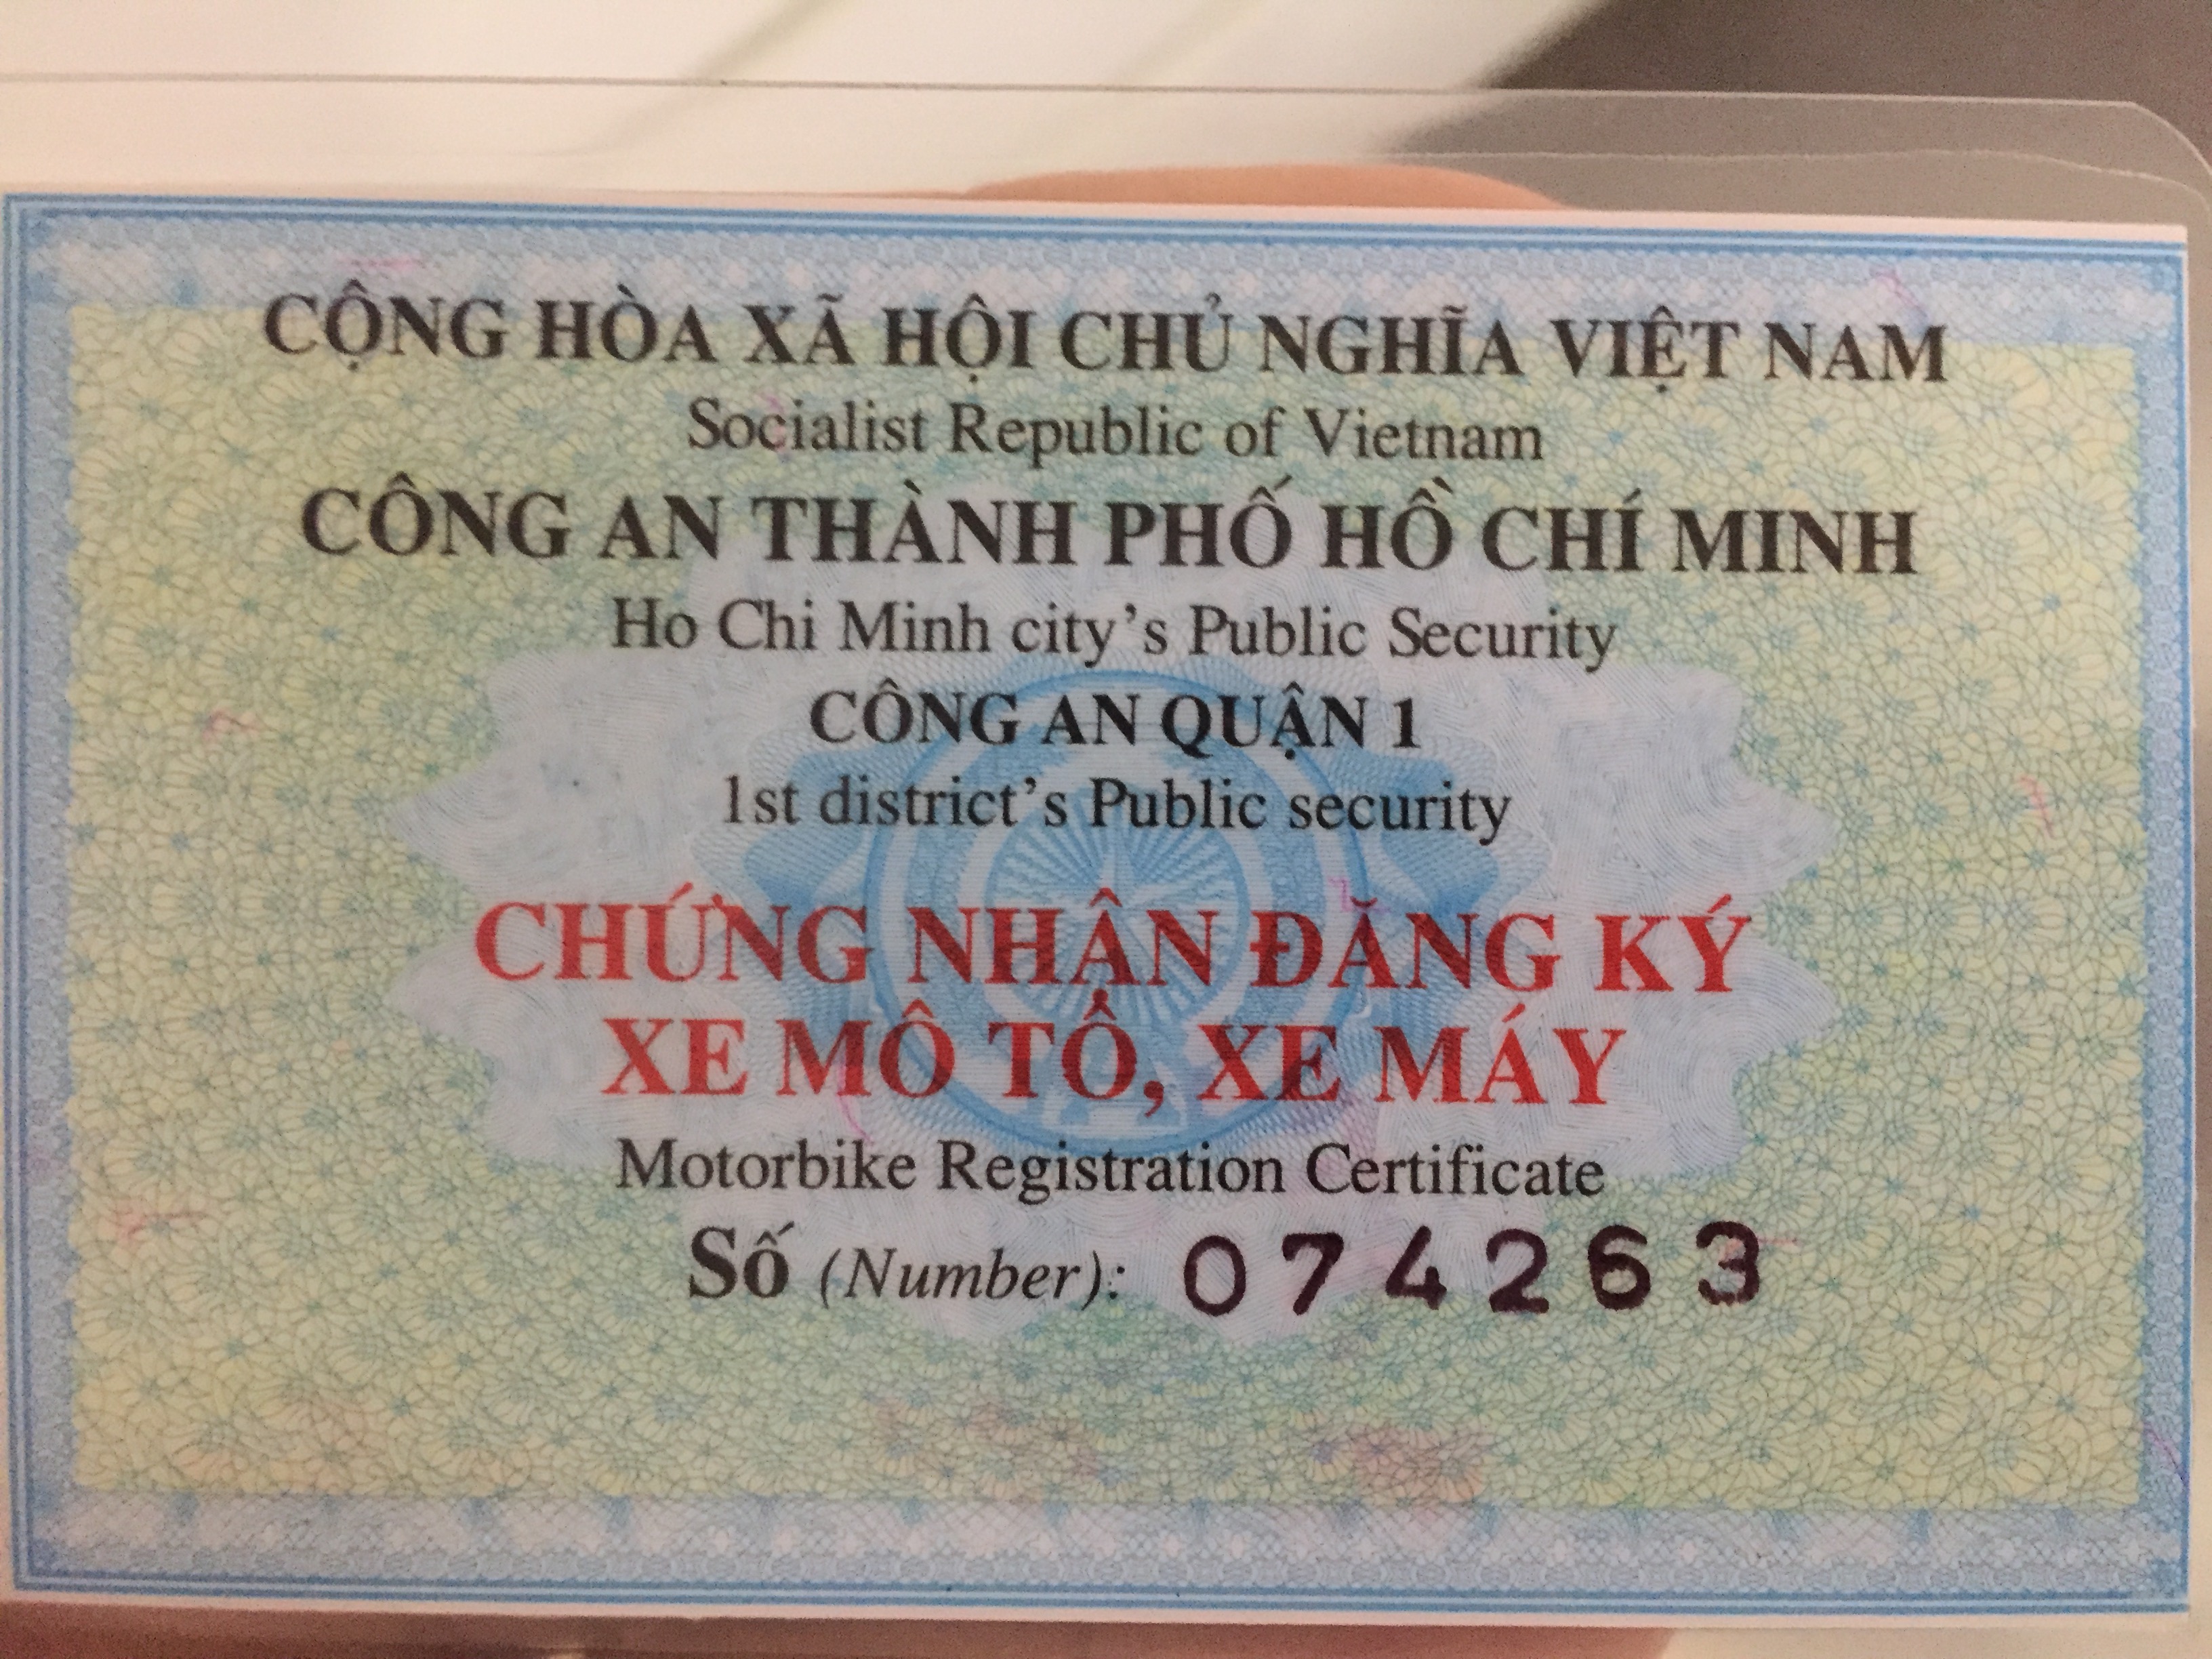 CỘNG HÒA XÃ HỘI CHỦ NGHĨA VIỆT NAM
Socialist Republic of Vietnam
CÔNG AN THÀNH PHỐ HỒ CHÍ MINH
Ho Chi Minh city's Public Security
CÔNG AN QUẬN 1
1st district's Public security
CHỨNG NHẬN ĐĂNG KÝ
XE MÔ TÔ, XE MÁY
Motorbike Registration Certificate
Số (Number): 074263